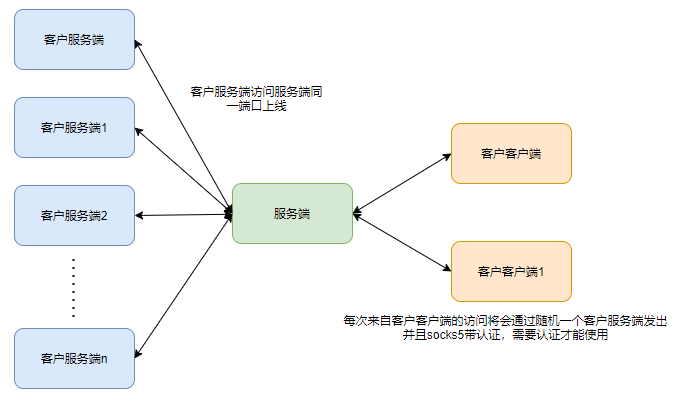 客户服务端
客户服务端1
客户服务端2
客户服务端n
客户服务端访问服务端同
一端口上线
服务端
客户客户端
客户客户端1
每次来自客户客户端的访问将会通过随机一个客户服务端发出
并且socks5带认证，需要认证才能使用